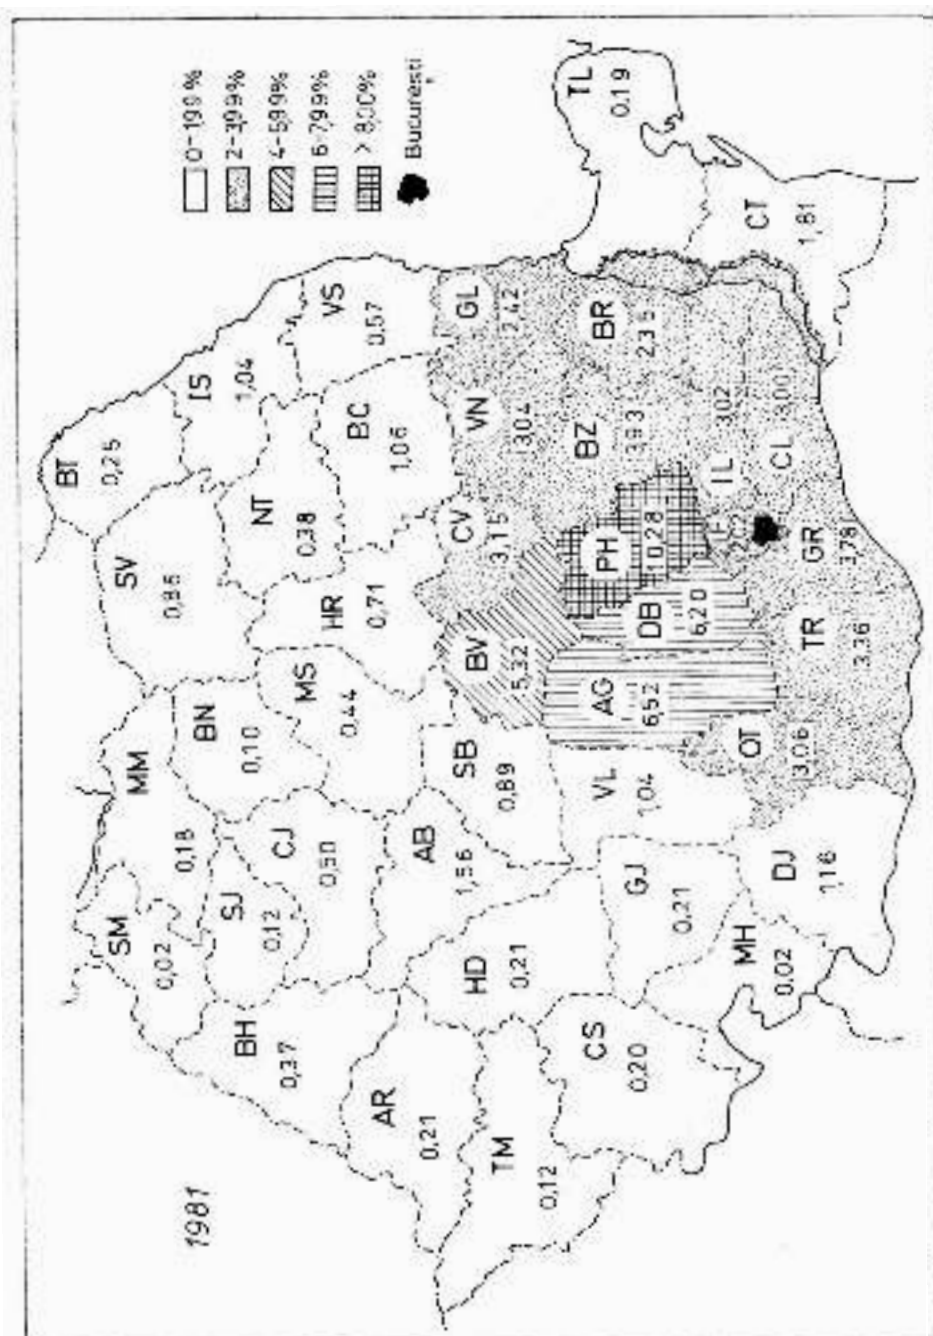 1981
0-1,99%
2-3,99%
4-5,99%
6-7,99%
> 8,00%
București
BT
0,25
SV
0,86
IS
1,04
VS
0,57
NT
0,38
BC
1,06
HR
0,71
MS
0,44
BN
0,10
MM
0,18
SM
0,02
SJ
0,12
CJ
0,50
BH
0,37
AR
0,21
TM
0,12
CS
0,20
HD
0,21
AB
1,56
SB
0,89
BV
5,32
CV
3,15
VN
3,04
GL
2,42
BR
2,35
BZ
3,93
PH
10,28
DB
6,20
AG
6,52
VL
1,04
GJ
0,21
MH
0.02
DJ
1,16
OT
3,06
TR
3,36
GR
3,78
IF
IL
3,02
CL
3,00
CT
1,81
TL
0,19